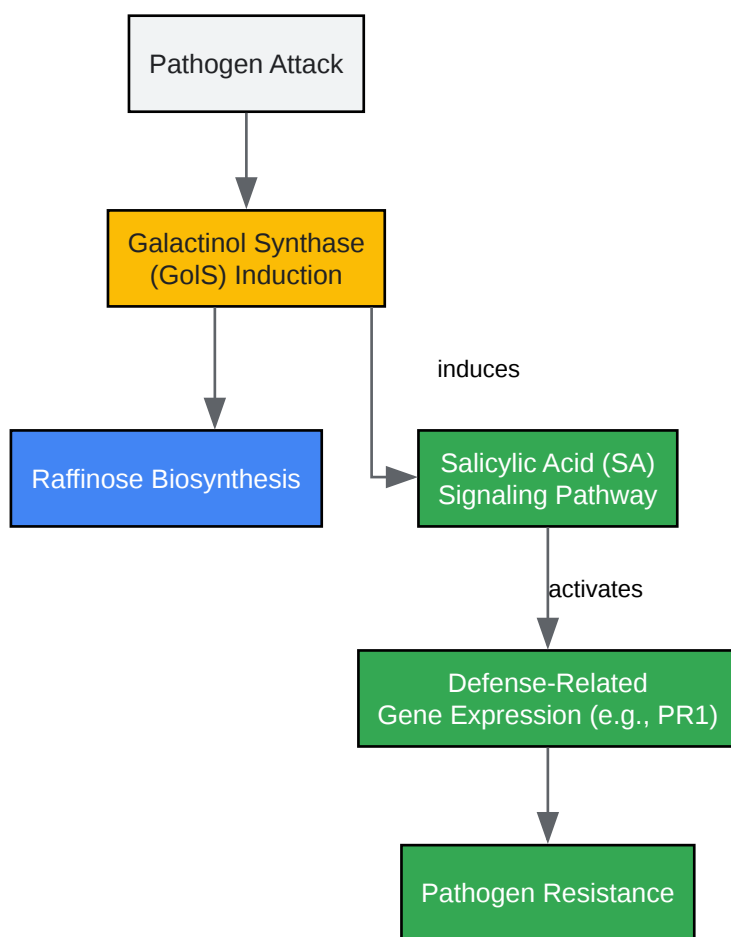 Pathogen Attack
Galactinol Synthase
(GolS) Induction
induces
Raffinose Biosynthesis
Salicylic Acid (SA)
Signaling Pathway
activates
Defense-Related
Gene Expression (e.g., PR1)
Pathogen Resistance